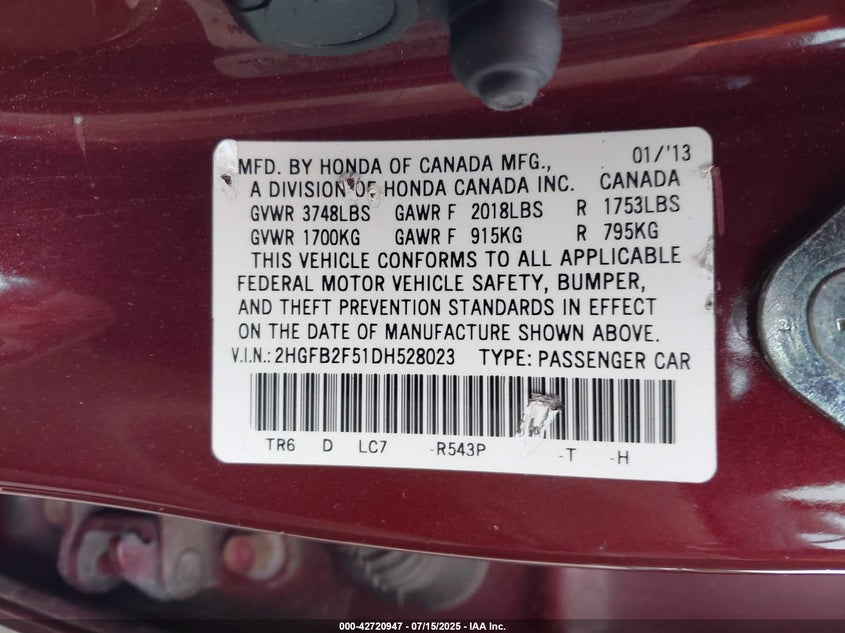 MFD. BY HONDA OF CANADA MFG., 01/'13
A DIVISION OF HONDA CANADA INC. CANADA
GVWR 3748LBS GAWR F 2018LBS R 1753LBS
GVWR 1700KG GAWR F 915KG R 795KG
THIS VEHICLE CONFORMS TO ALL APPLICABLE
FEDERAL MOTOR VEHICLE SAFETY, BUMPER,
AND THEFT PREVENTION STANDARDS IN EFFECT
ON THE DATE OF MANUFACTURE SHOWN ABOVE.
V.I.N.: 2HGFB2F51DH528023 TYPE: PASSENGER CAR
TR6 D LC7 -R543P -T -H
000-42720947 - 07/15/2025 - IAA Inc.